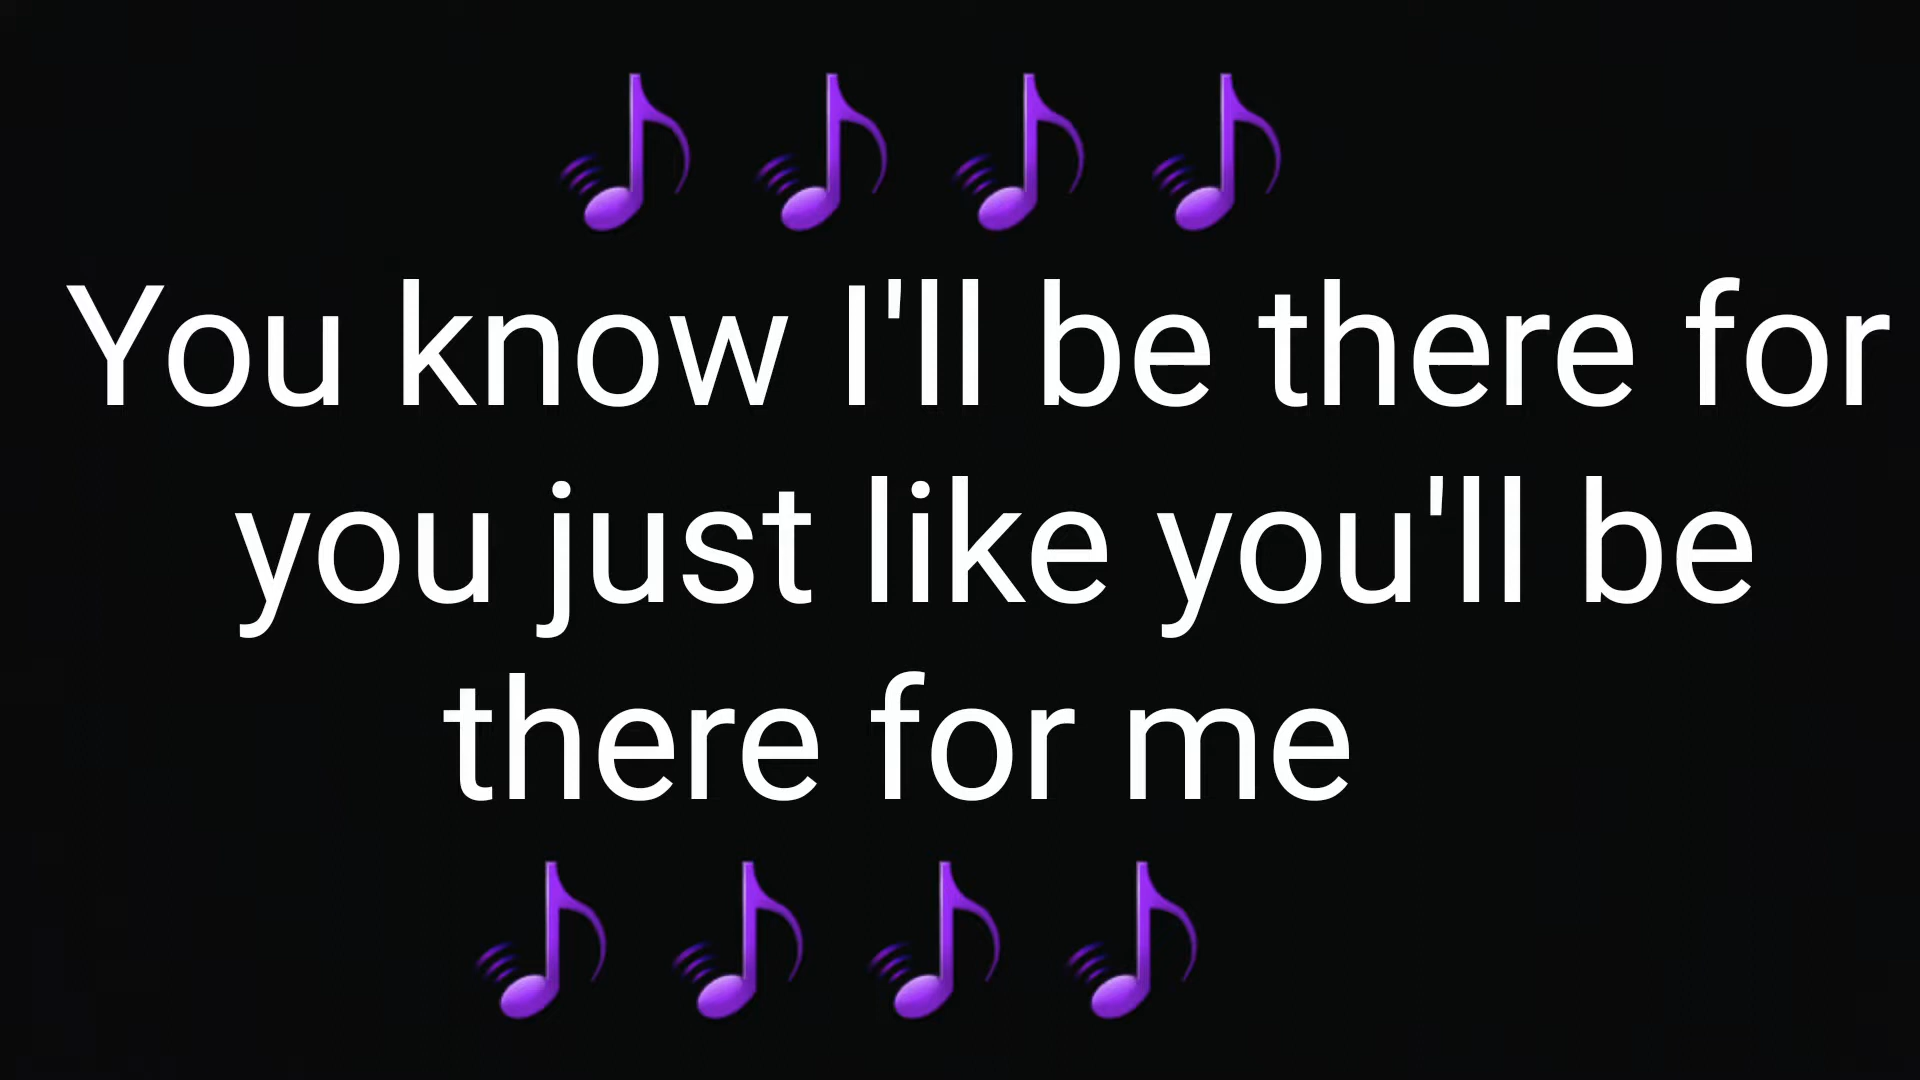 🎵 🎵 🎵 🎵
You know I'll be there for
you just like you'll be
there for me
🎵 🎵 🎵 🎵